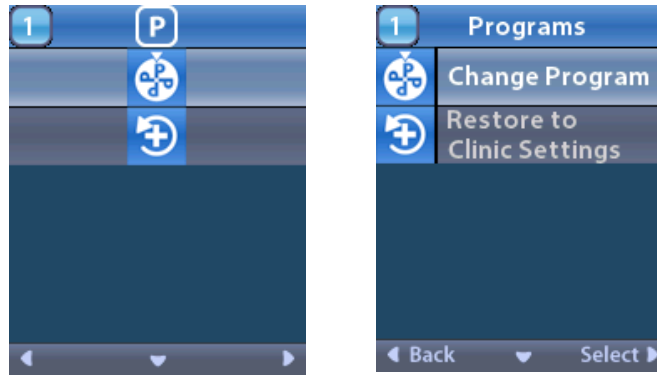 1 P
1 Programs
Change Program
Restore to
Clinic Settings
Back Select